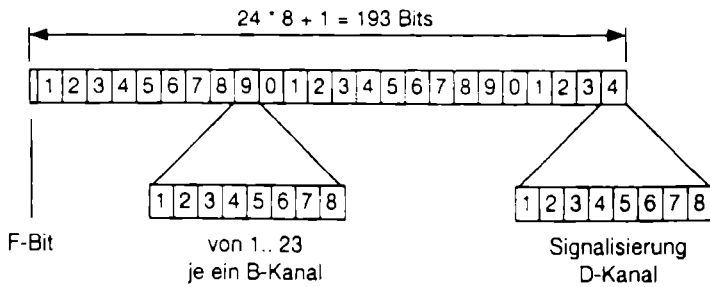 24 * 8 + 1 = 193 Bits
1 2 3 4 5 6 7 8 9 0 1 2 3 4 5 6 7 8 9 0 1 2 3 4
1 2 3 4 5 6 7 8
1 2 3 4 5 6 7 8
F-Bit
von 1.. 23
je ein B-Kanal
Signalisierung
D-Kanal